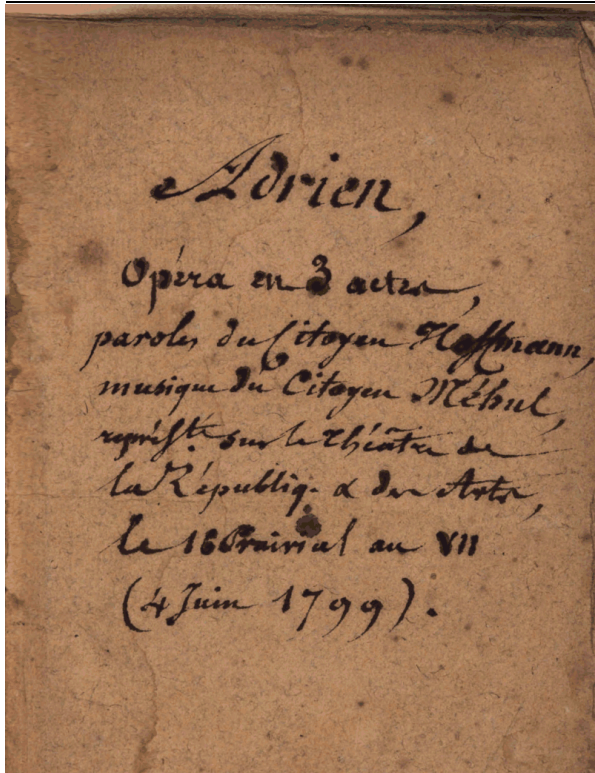 Adrien,
Opéra en 3 actes,
paroles du Citoyen Hoffmann,
musique du Citoyen Méhul,
représté. sur le Théâtre de
la Républiq. & des Arts,
le 16 Prairial an VII
(4 Juin 1799).